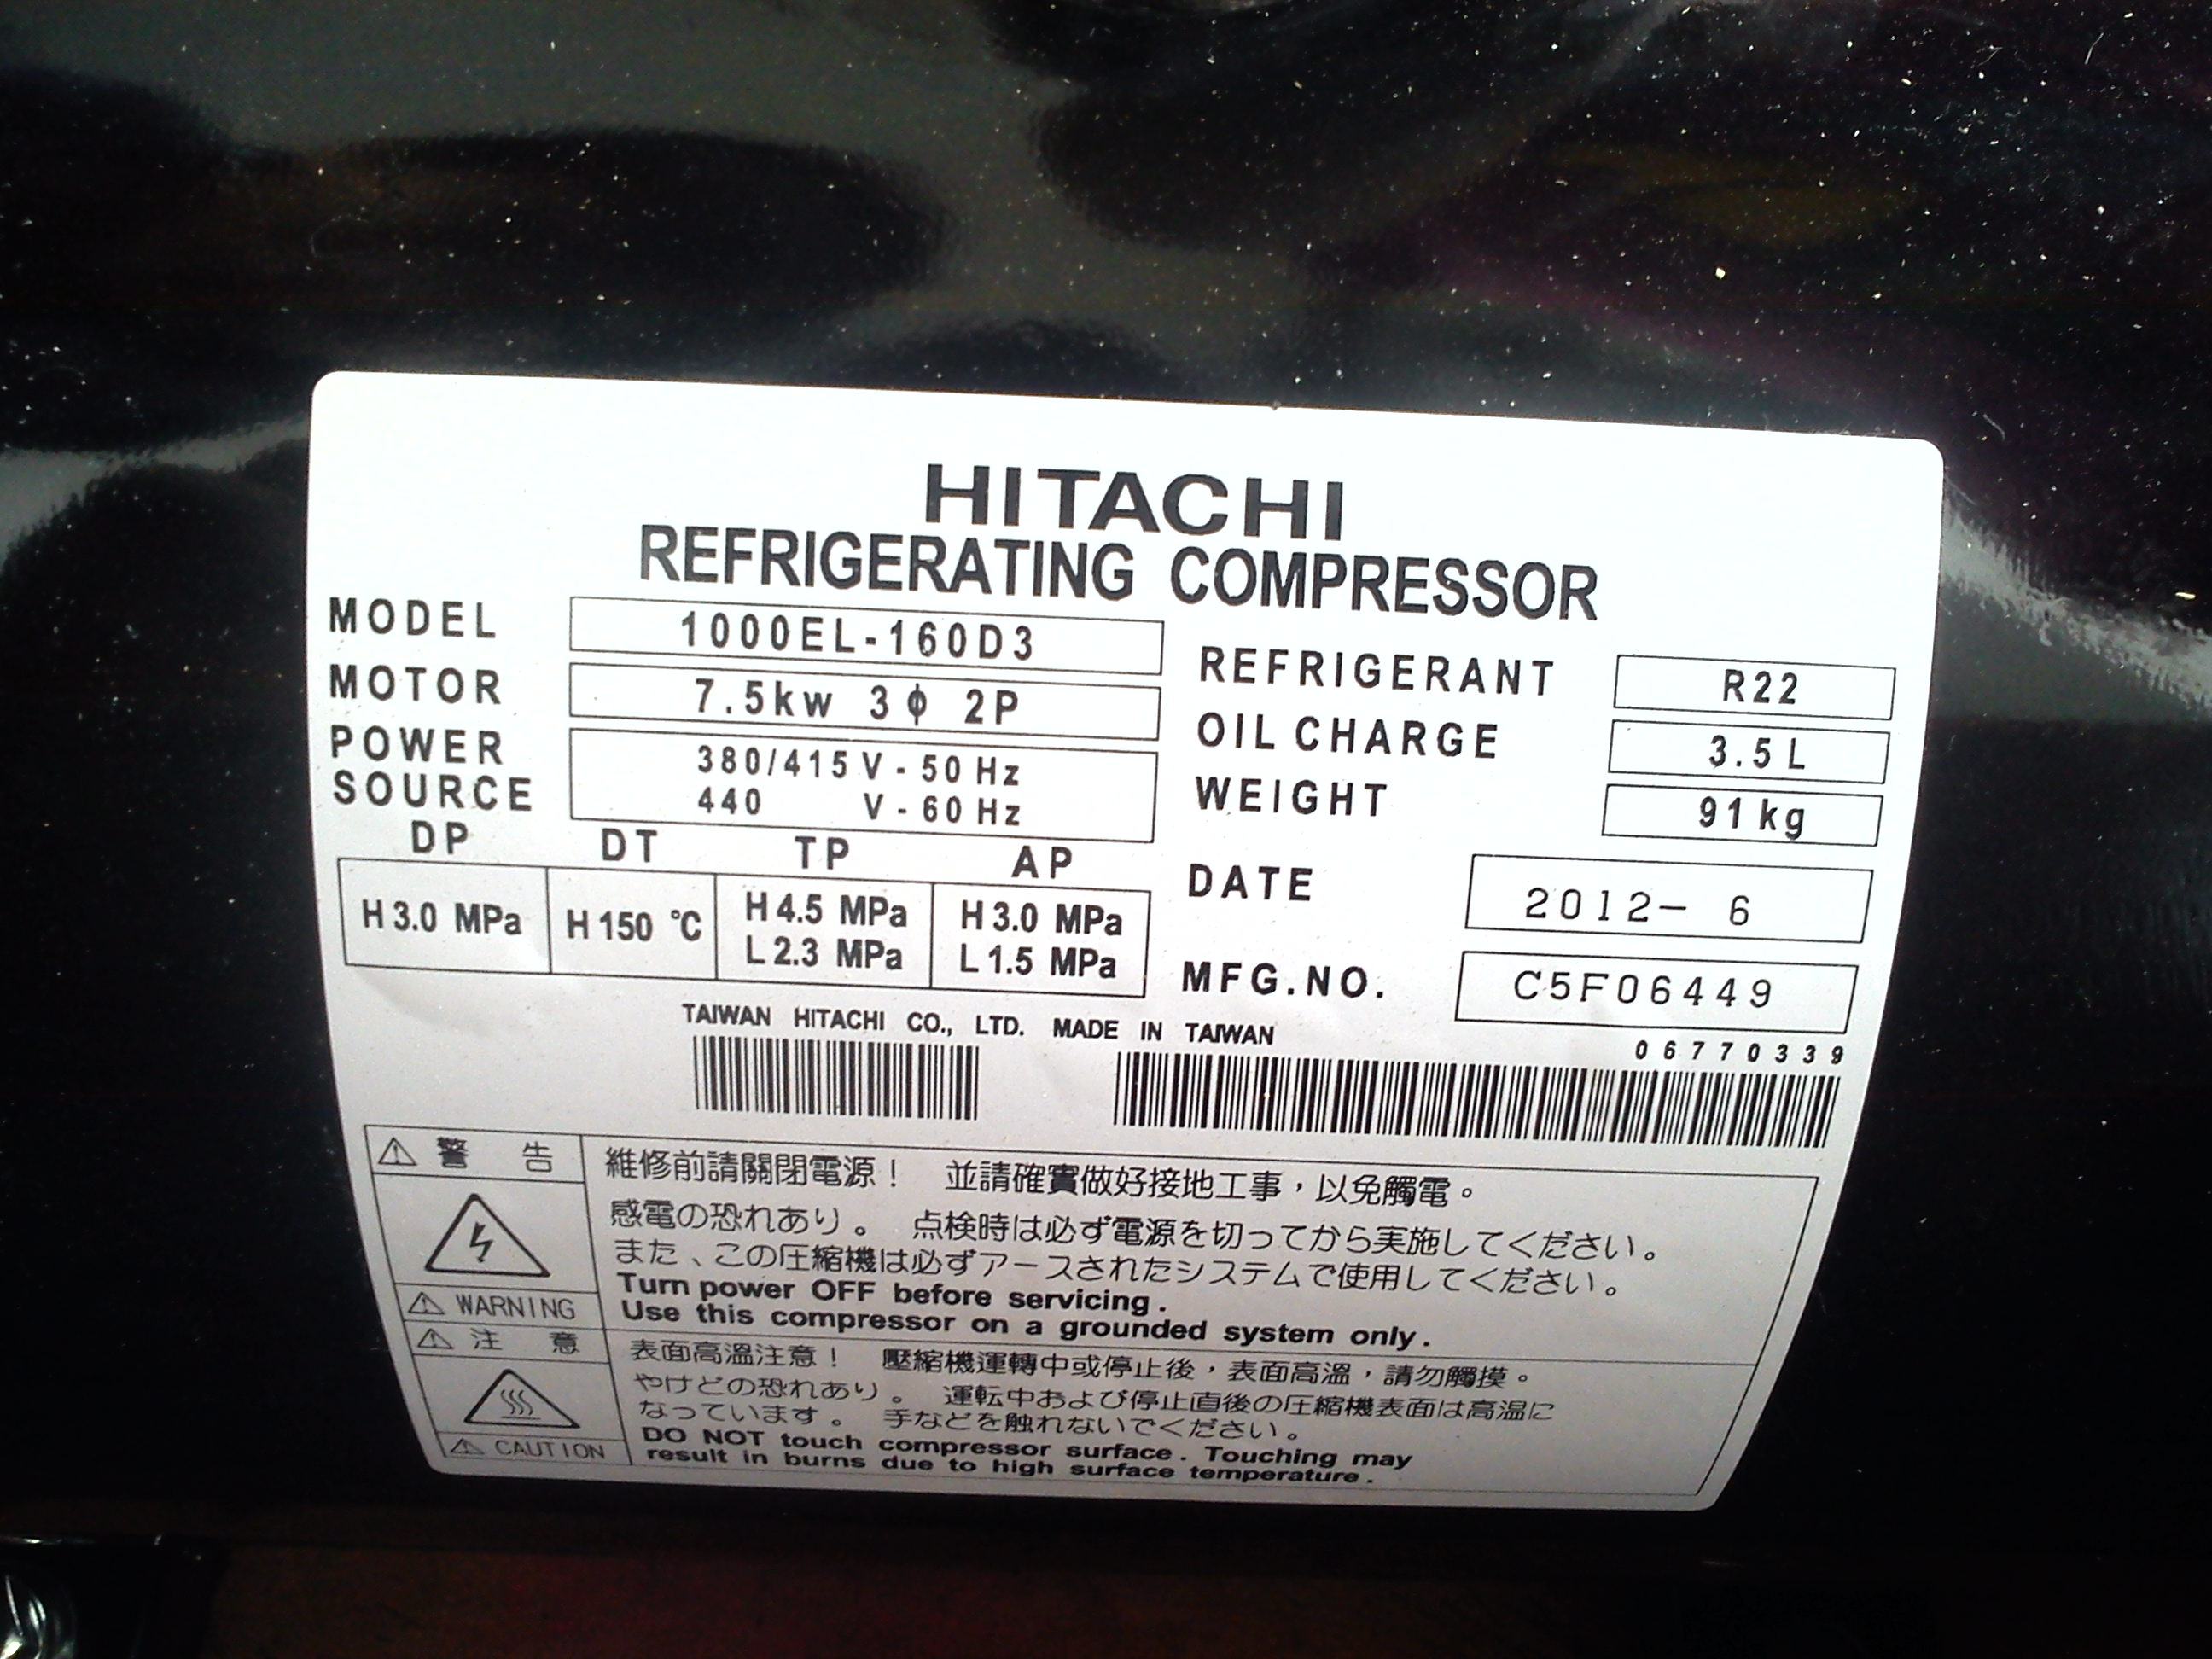 HITACHI
REFRIGERATING COMPRESSOR
MODEL 1000EL-160D3
MOTOR 7.5kw 3ϕ 2P
POWER SOURCE 380/415 V - 50 Hz
440 V - 60 Hz
REFRIGERANT R22
OIL CHARGE 3.5 L
WEIGHT 91 kg
DP DT TP AP
H 3.0 MPa H 150 ℃ H 4.5 MPa H 3.0 MPa
L 2.3 MPa L 1.5 MPa
DATE 2012- 6
MFG.NO. C5F06449
TAIWAN HITACHI CO., LTD. MADE IN TAIWAN
06770339
⚠ 警告
維修前請關閉電源！ 並請確實做好接地工事，以免觸電。
感電の恐れあり。 点検時は必ず電源を切ってから実施してください。
また、この圧縮機は必ずアースされたシステムで使用してください。
Turn power OFF before servicing.
Use this compressor on a grounded system only.
⚠ WARNING
⚠ 注意
表面高溫注意！ 壓縮機運轉中或停止後，表面高溫，請勿觸摸。
やけどの恐れあり。 運転中および停止直後の圧縮機表面は高温に
なっています。 手などを触れないでください。
DO NOT touch compressor surface. Touching may
result in burns due to high surface temperature.
⚠ CAUTION